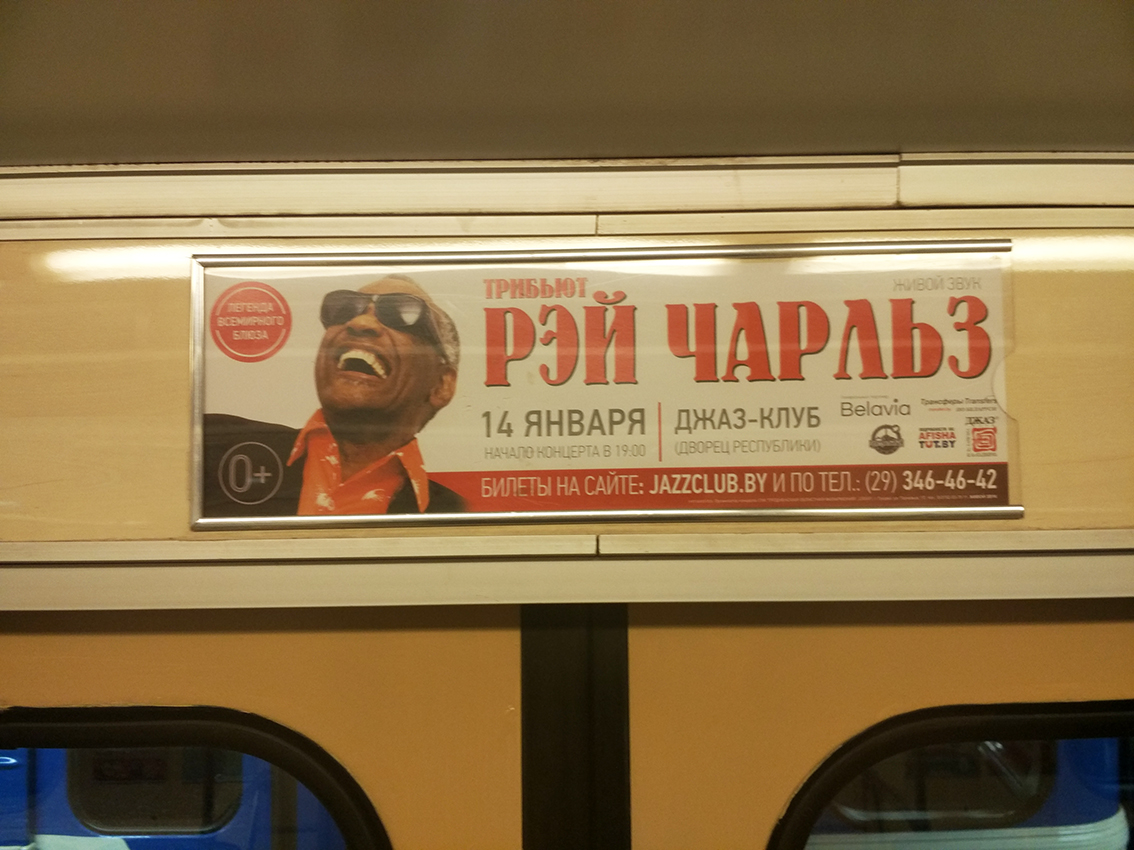 ЛЕГЕНДА
ВСЕМИРНОГО
БЛЮЗА
0+
ТРИБЬЮТ
ЖИВОЙ ЗВУК
РЭЙ ЧАРЛЬЗ
14 ЯНВАРЯ
НАЧАЛО КОНЦЕРТА В 19:00
ДЖАЗ-КЛУБ
(ДВОРЕЦ РЕСПУБЛИКИ)
Belavia
Трансферы Transfers
AFISHA
TUT.BY
ДЖАЗ
БИЛЕТЫ НА САЙТЕ: JAZZCLUB.BY И ПО ТЕЛ.: (29) 346-46-42